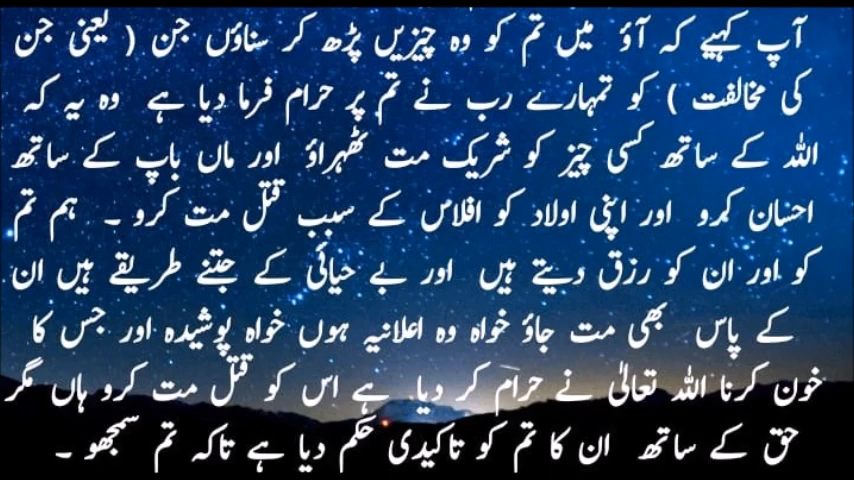 آپ کہیے کہ آؤ میں تم کو وہ چیزیں پڑھ کر سناؤں جن ( یعنی جن
کی مخالفت ) کو تمہارے رب نے تم پر حرام فرما دیا ہے وہ یہ کہ
اللہ کے ساتھ کسی چیز کو شریک مت ٹھہراؤ اور ماں باپ کے ساتھ
احسان کرو اور اپنی اولاد کو افلاس کے سبب قتل مت کرو ۔ ہم تم
کو اور ان کو رزق دیتے ہیں اور بے حیائی کے جتنے طریقے ہیں ان
کے پاس بھی مت جاؤ خواہ وہ اعلانیہ ہوں خواہ پوشیدہ اور جس کا
خون کرنا اللہ تعالیٰ نے حرام کر دیا ہے اس کو قتل مت کرو ہاں مگر
حق کے ساتھ ان کا تم کو تاکیدی حکم دیا ہے تاکہ تم سمجھو ۔